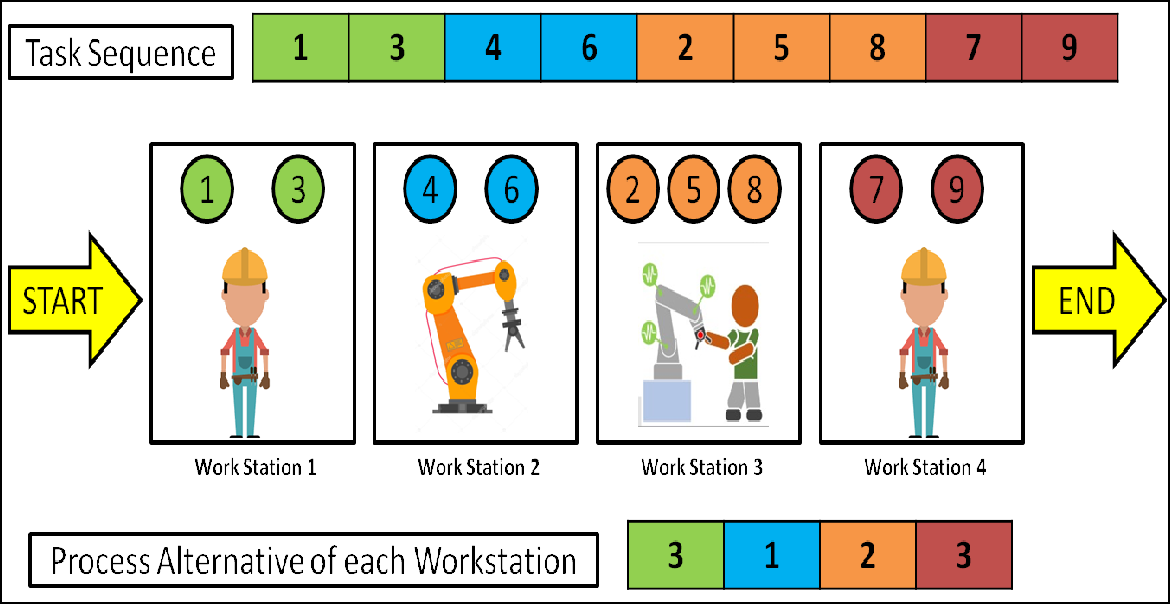 Task Sequence 1 3 4 6 2 5 8 7 9
1 3 4 6 2 5 8 7 9
START
END
Work Station 1 Work Station 2 Work Station 3 Work Station 4
Process Alternative of each Workstation 3 1 2 3